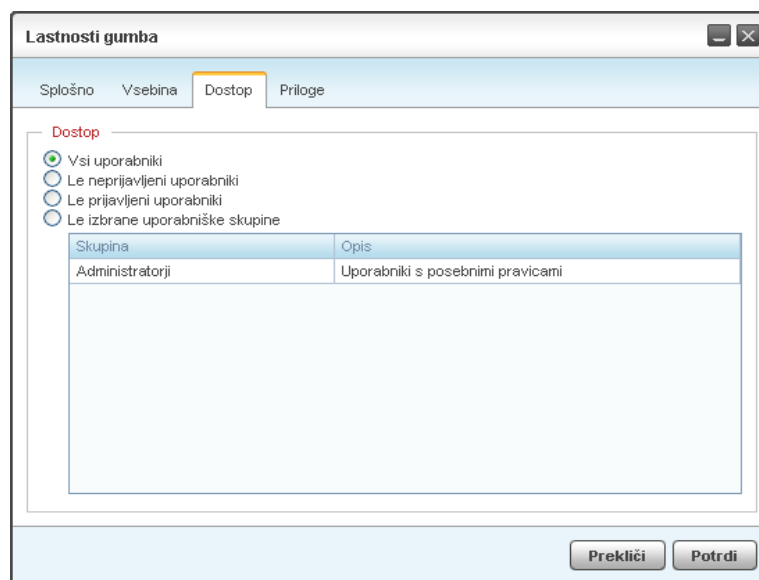 Lastnosti gumba
Splošno Vsebina Dostop Priloge
Dostop
Vsi uporabniki
Le neprijavljeni uporabniki
Le prijavljeni uporabniki
Le izbrane uporabniške skupine
Skupina Opis
Administratorji Uporabniki s posebnimi pravicami
Prekliči Potrdi